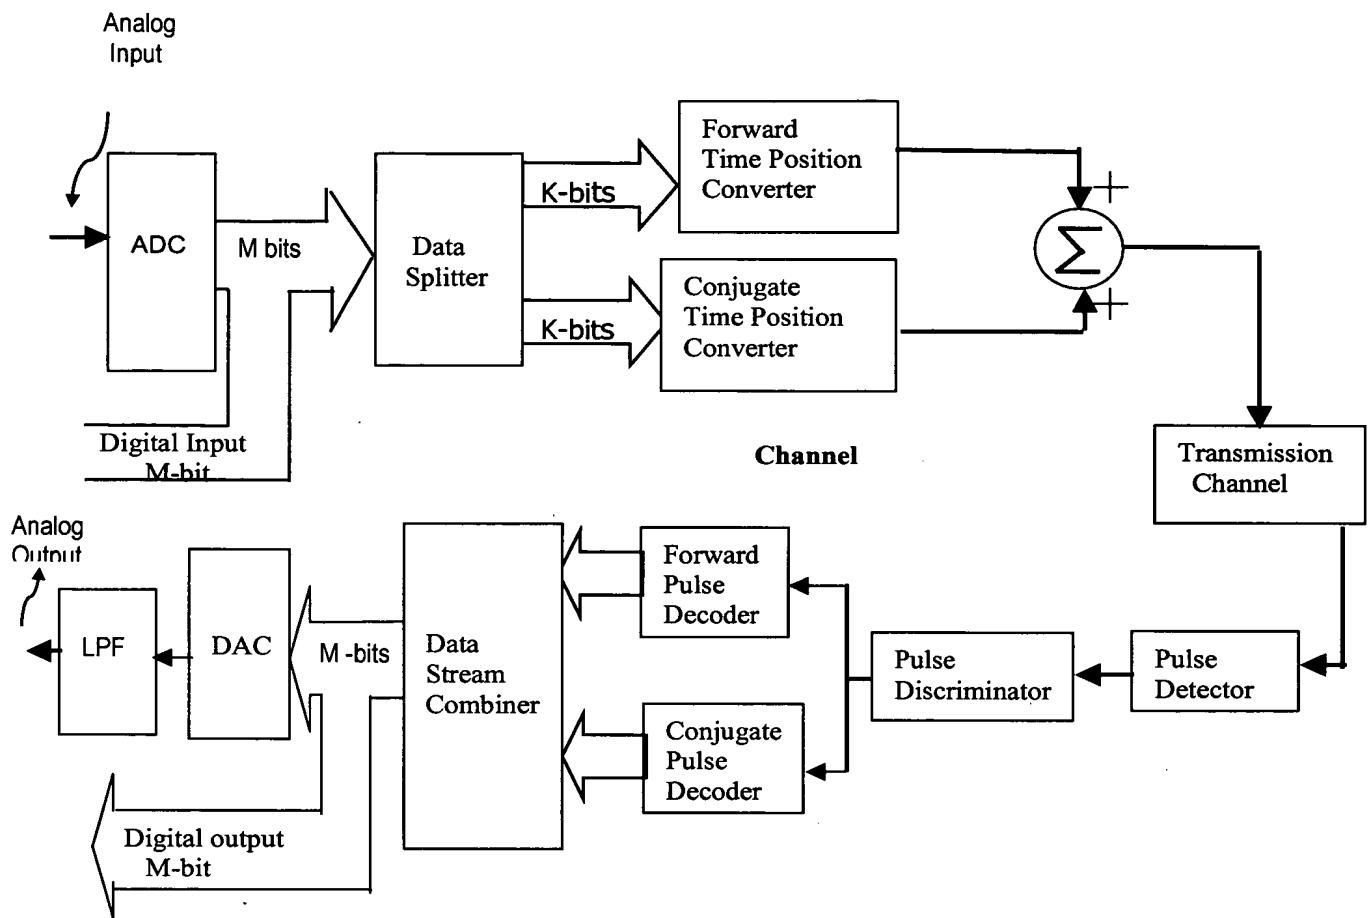 Analog
Input
ADC
M bits
Digital Input
M-bit
Data
Splitter
K-bits
K-bits
Forward
Time Position
Converter
Conjugate
Time Position
Converter
+
Σ
+
Channel
Transmission
Channel
Analog
Output
LPF
DAC
M -bits
Digital output
M-bit
Data
Stream
Combiner
Forward
Pulse
Decoder
Conjugate
Pulse
Decoder
Pulse
Discriminator
Pulse
Detector